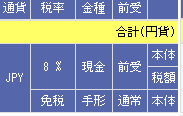 通貨 税率 金種 前受
合計(円貨)
JPY 8 % 現金 前受 本体
税額
免税 手形 通常 本体